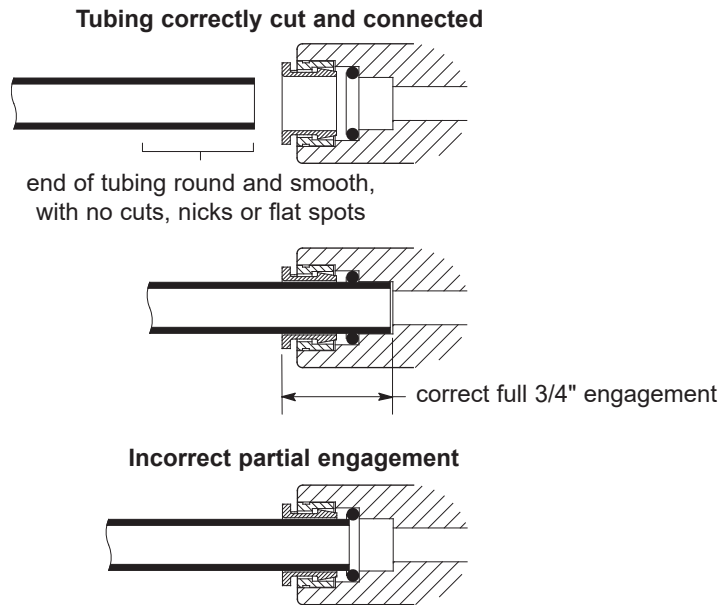 Tubing correctly cut and connected
end of tubing round and smooth,
with no cuts, nicks or flat spots
correct full 3/4" engagement
Incorrect partial engagement